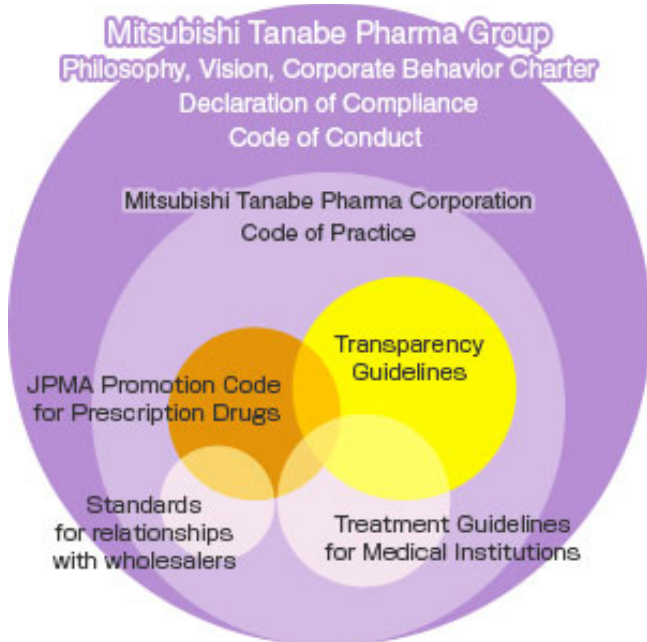 Mitsubishi Tanabe Pharma Group
Philosophy, Vision, Corporate Behavior Charter
Declaration of Compliance
Code of Conduct
Mitsubishi Tanabe Pharma Corporation
Code of Practice
Transparency
Guidelines
JPMA Promotion Code
for Prescription Drugs
Standards
for relationships
with wholesalers
Treatment Guidelines
for Medical Institutions